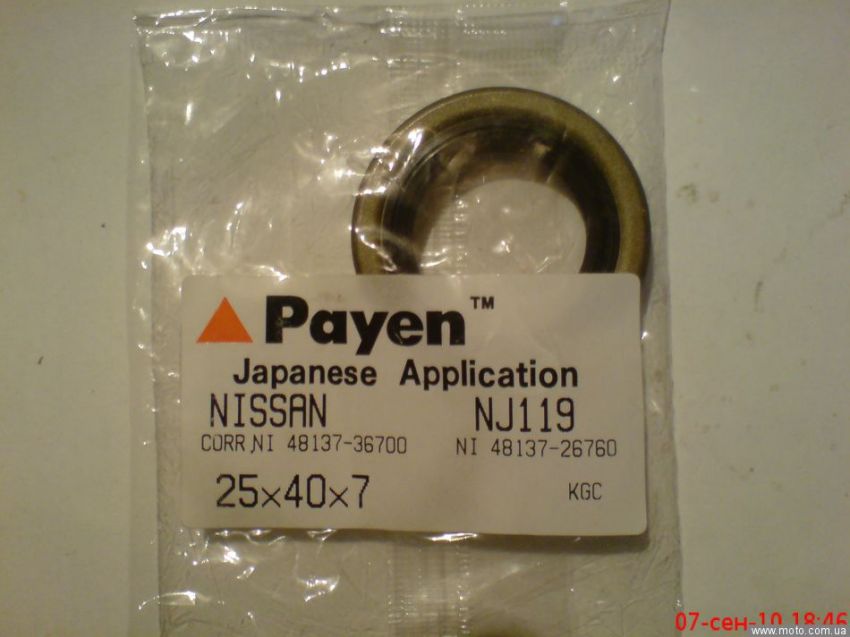 Payen™
Japanese Application
NISSAN NJ119
CORR,NI 48137-36700 NI 48137-26760
25×40×7 KGC
07-сен-10 18:46
www.moto.com.ua